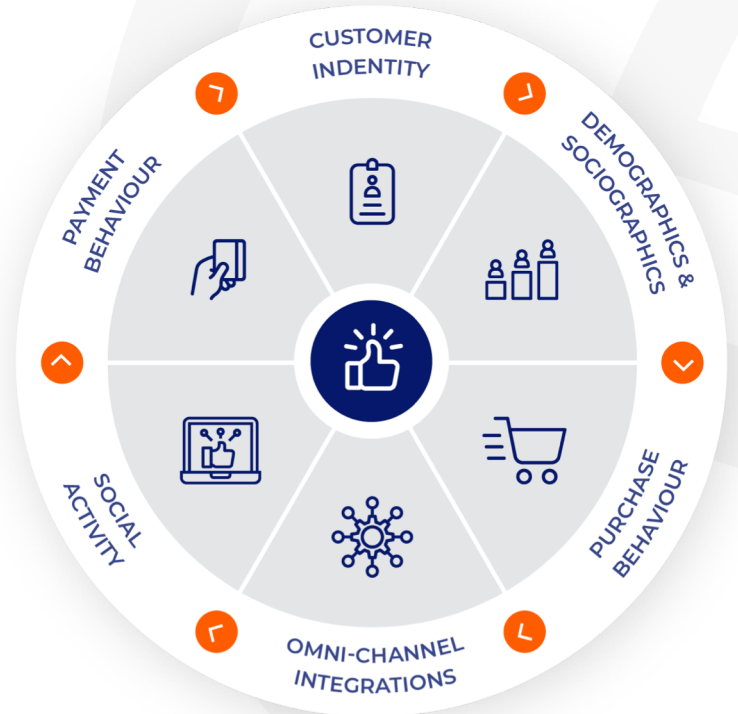 CUSTOMER
INDENTITY
DEMOGRAPHICS &
SOCIOGRAPHICS
PURCHASE
BEHAVIOUR
OMNI-CHANNEL
INTEGRATIONS
SOCIAL
ACTIVITY
PAYMENT
BEHAVIOUR